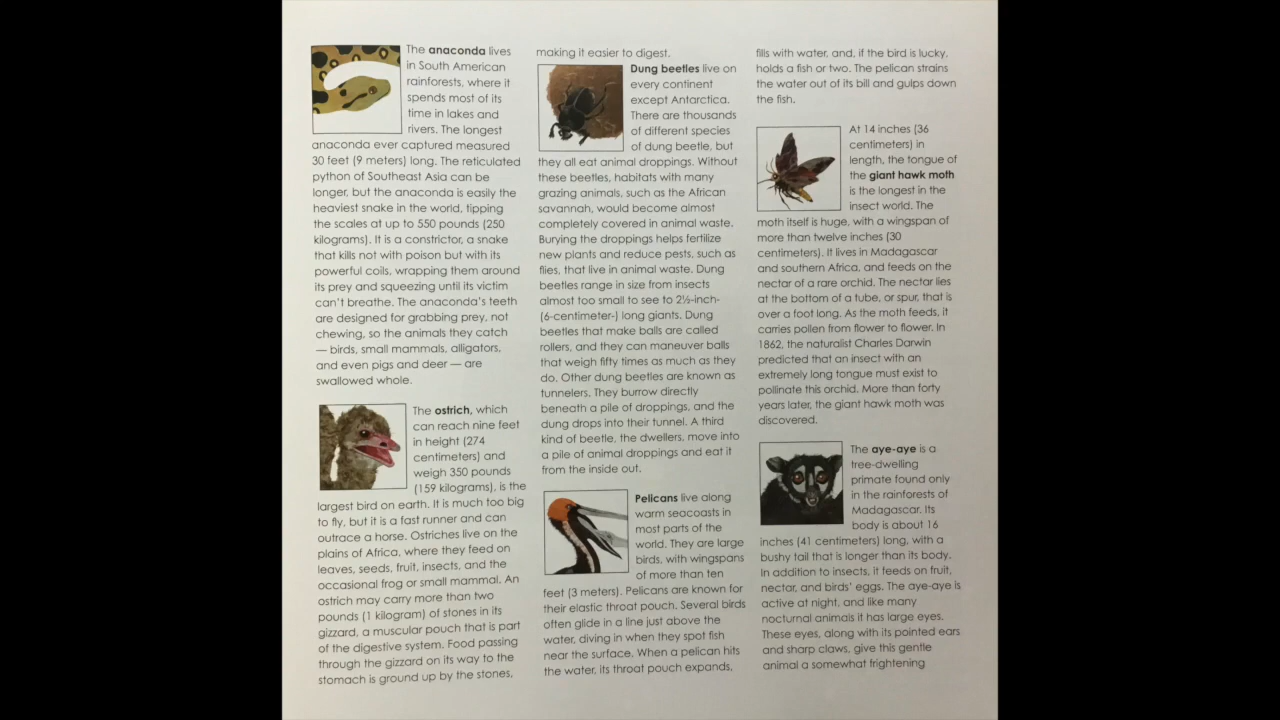 The anaconda lives
in South American
rainforests, where it
spends most of its
time in lakes and
rivers. The longest
anaconda ever captured measured
30 feet (9 meters) long. The reticulated
python of Southeast Asia can be
longer, but the anaconda is easily the
heaviest snake in the world, tipping
the scales at up to 550 pounds (250
kilograms). It is a constrictor, a snake
that kills not with poison but with its
powerful coils, wrapping them around
its prey and squeezing until its victim
can't breathe. The anaconda's teeth
are designed for grabbing prey, not
chewing, so the animals they catch
— birds, small mammals, alligators,
and even pigs and deer — are
swallowed whole.
The ostrich, which
can reach nine feet
in height (274
centimeters) and
weigh 350 pounds
(159 kilograms), is the
largest bird on earth. It is much too big
to fly, but it is a fast runner and can
outrace a horse. Ostriches live on the
plains of Africa, where they feed on
leaves, seeds, fruit, insects, and the
occasional frog or small mammal. An
ostrich may carry more than two
pounds (1 kilogram) of stones in its
gizzard, a muscular pouch that is part
of the digestive system. Food passing
through the gizzard on its way to the
stomach is ground up by the stones,
making it easier to digest.
Dung beetles live on
every continent
except Antarctica.
There are thousands
of different species
of dung beetle, but
they all eat animal droppings. Without
these beetles, habitats with many
grazing animals, such as the African
savannah, would become almost
completely covered in animal waste.
Burying the droppings helps fertilize
new plants and reduce pests, such as
flies, that live in animal waste. Dung
beetles range in size from insects
almost too small to see to 2½-inch-
(6-centimeter-) long giants. Dung
beetles that make balls are called
rollers, and they can maneuver balls
that weigh fifty times as much as they
do. Other dung beetles are known as
tunnelers. They burrow directly
beneath a pile of droppings, and the
dung drops into their tunnel. A third
kind of beetle, the dwellers, move into
a pile of animal droppings and eat it
from the inside out.
Pelicans live along
warm seacoasts in
most parts of the
world. They are large
birds, with wingspans
of more than ten
feet (3 meters). Pelicans are known for
their elastic throat pouch. Several birds
often glide in a line just above the
water, diving in when they spot fish
near the surface. When a pelican hits
the water, its throat pouch expands,
fills with water, and, if the bird is lucky,
holds a fish or two. The pelican strains
the water out of its bill and gulps down
the fish.
At 14 inches (36
centimeters) in
length, the tongue of
the giant hawk moth
is the longest in the
insect world. The
moth itself is huge, with a wingspan of
more than twelve inches (30
centimeters). It lives in Madagascar
and southern Africa, and feeds on the
nectar of a rare orchid. The nectar lies
at the bottom of a tube, or spur, that is
over a foot long. As the moth feeds, it
carries pollen from flower to flower. In
1862, the naturalist Charles Darwin
predicted that an insect with an
extremely long tongue must exist to
pollinate this orchid. More than forty
years later, the giant hawk moth was
discovered.
The aye-aye is a
tree-dwelling
primate found only
in the rainforests of
Madagascar. Its
body is about 16
inches (41 centimeters) long, with a
bushy tail that is longer than its body.
In addition to insects, it feeds on fruit,
nectar, and birds' eggs. The aye-aye is
active at night, and like many
nocturnal animals it has large eyes.
These eyes, along with its pointed ears
and sharp claws, give this gentle
animal a somewhat frightening